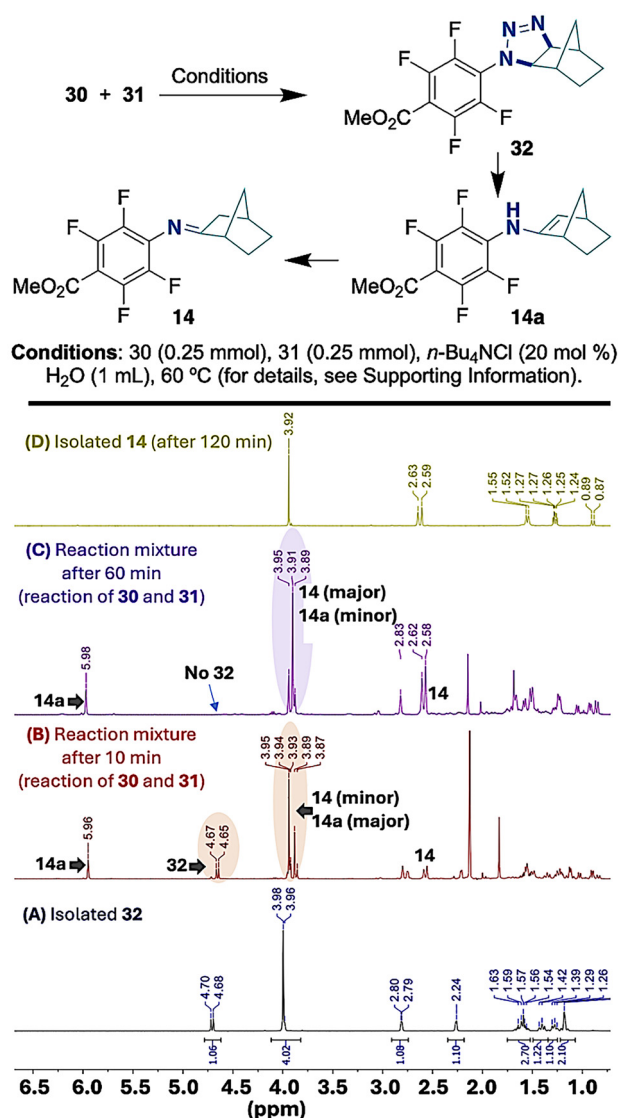 N N
N
F
F
Conditions
30 + 31
MeO₂C
F
F
32
F
H
F
F
N
F
N
MeO₂C
F
MeO₂C
F
F
F
14
14a
Conditions: 30 (0.25 mmol), 31 (0.25 mmol), n-Bu₄NCl (20 mol %)
H₂O (1 mL), 60 ºC (for details, see Supporting Information).
(D) Isolated 14 (after 120 min)
3.92
2.63
2.59
1.55
1.52
1.27
1.27
1.26
1.25
1.24
0.89
0.87
(C) Reaction mixture
after 60 min
(reaction of 30 and 31)
3.95
3.91
3.89
14 (major)
14a (minor)
5.98
14a
No 32
2.83
2.62
2.58
14
(B) Reaction mixture
after 10 min
(reaction of 30 and 31)
3.95
3.94
3.93
3.89
3.87
14 (minor)
14a (major)
5.96
14a
4.67
4.65
32
14
(A) Isolated 32
3.98
3.96
4.70
4.68
2.80
2.79
2.24
1.63
1.59
1.57
1.56
1.54
1.42
1.39
1.29
1.26
1.06
4.02
1.08
1.10
2.70
1.22
1.10
2.10
6.5 6.0 5.5 5.0 4.5 4.0 3.5 3.0 2.5 2.0 1.5 1.0
(ppm)